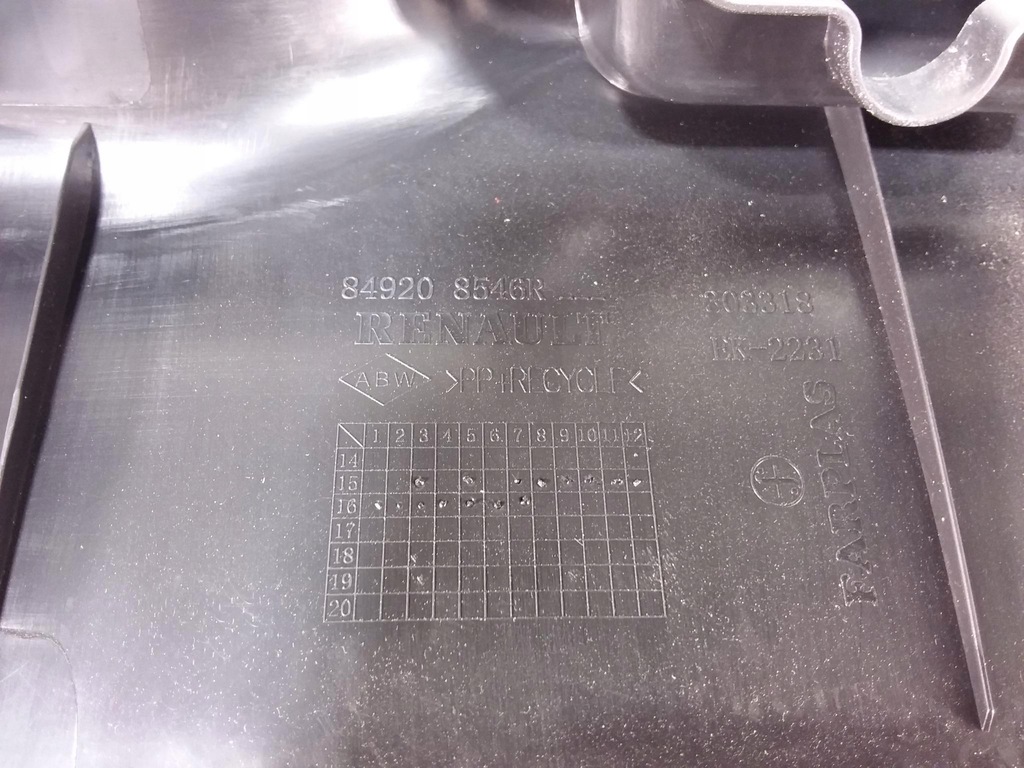 84920 8546R
RENAULT
ABW >PP+RECYCLE<
308318
EK-2231
FARPLAS
1 2 3 4 5 6 7 8 9 10 11 12
14
15
16
17
18
19
20